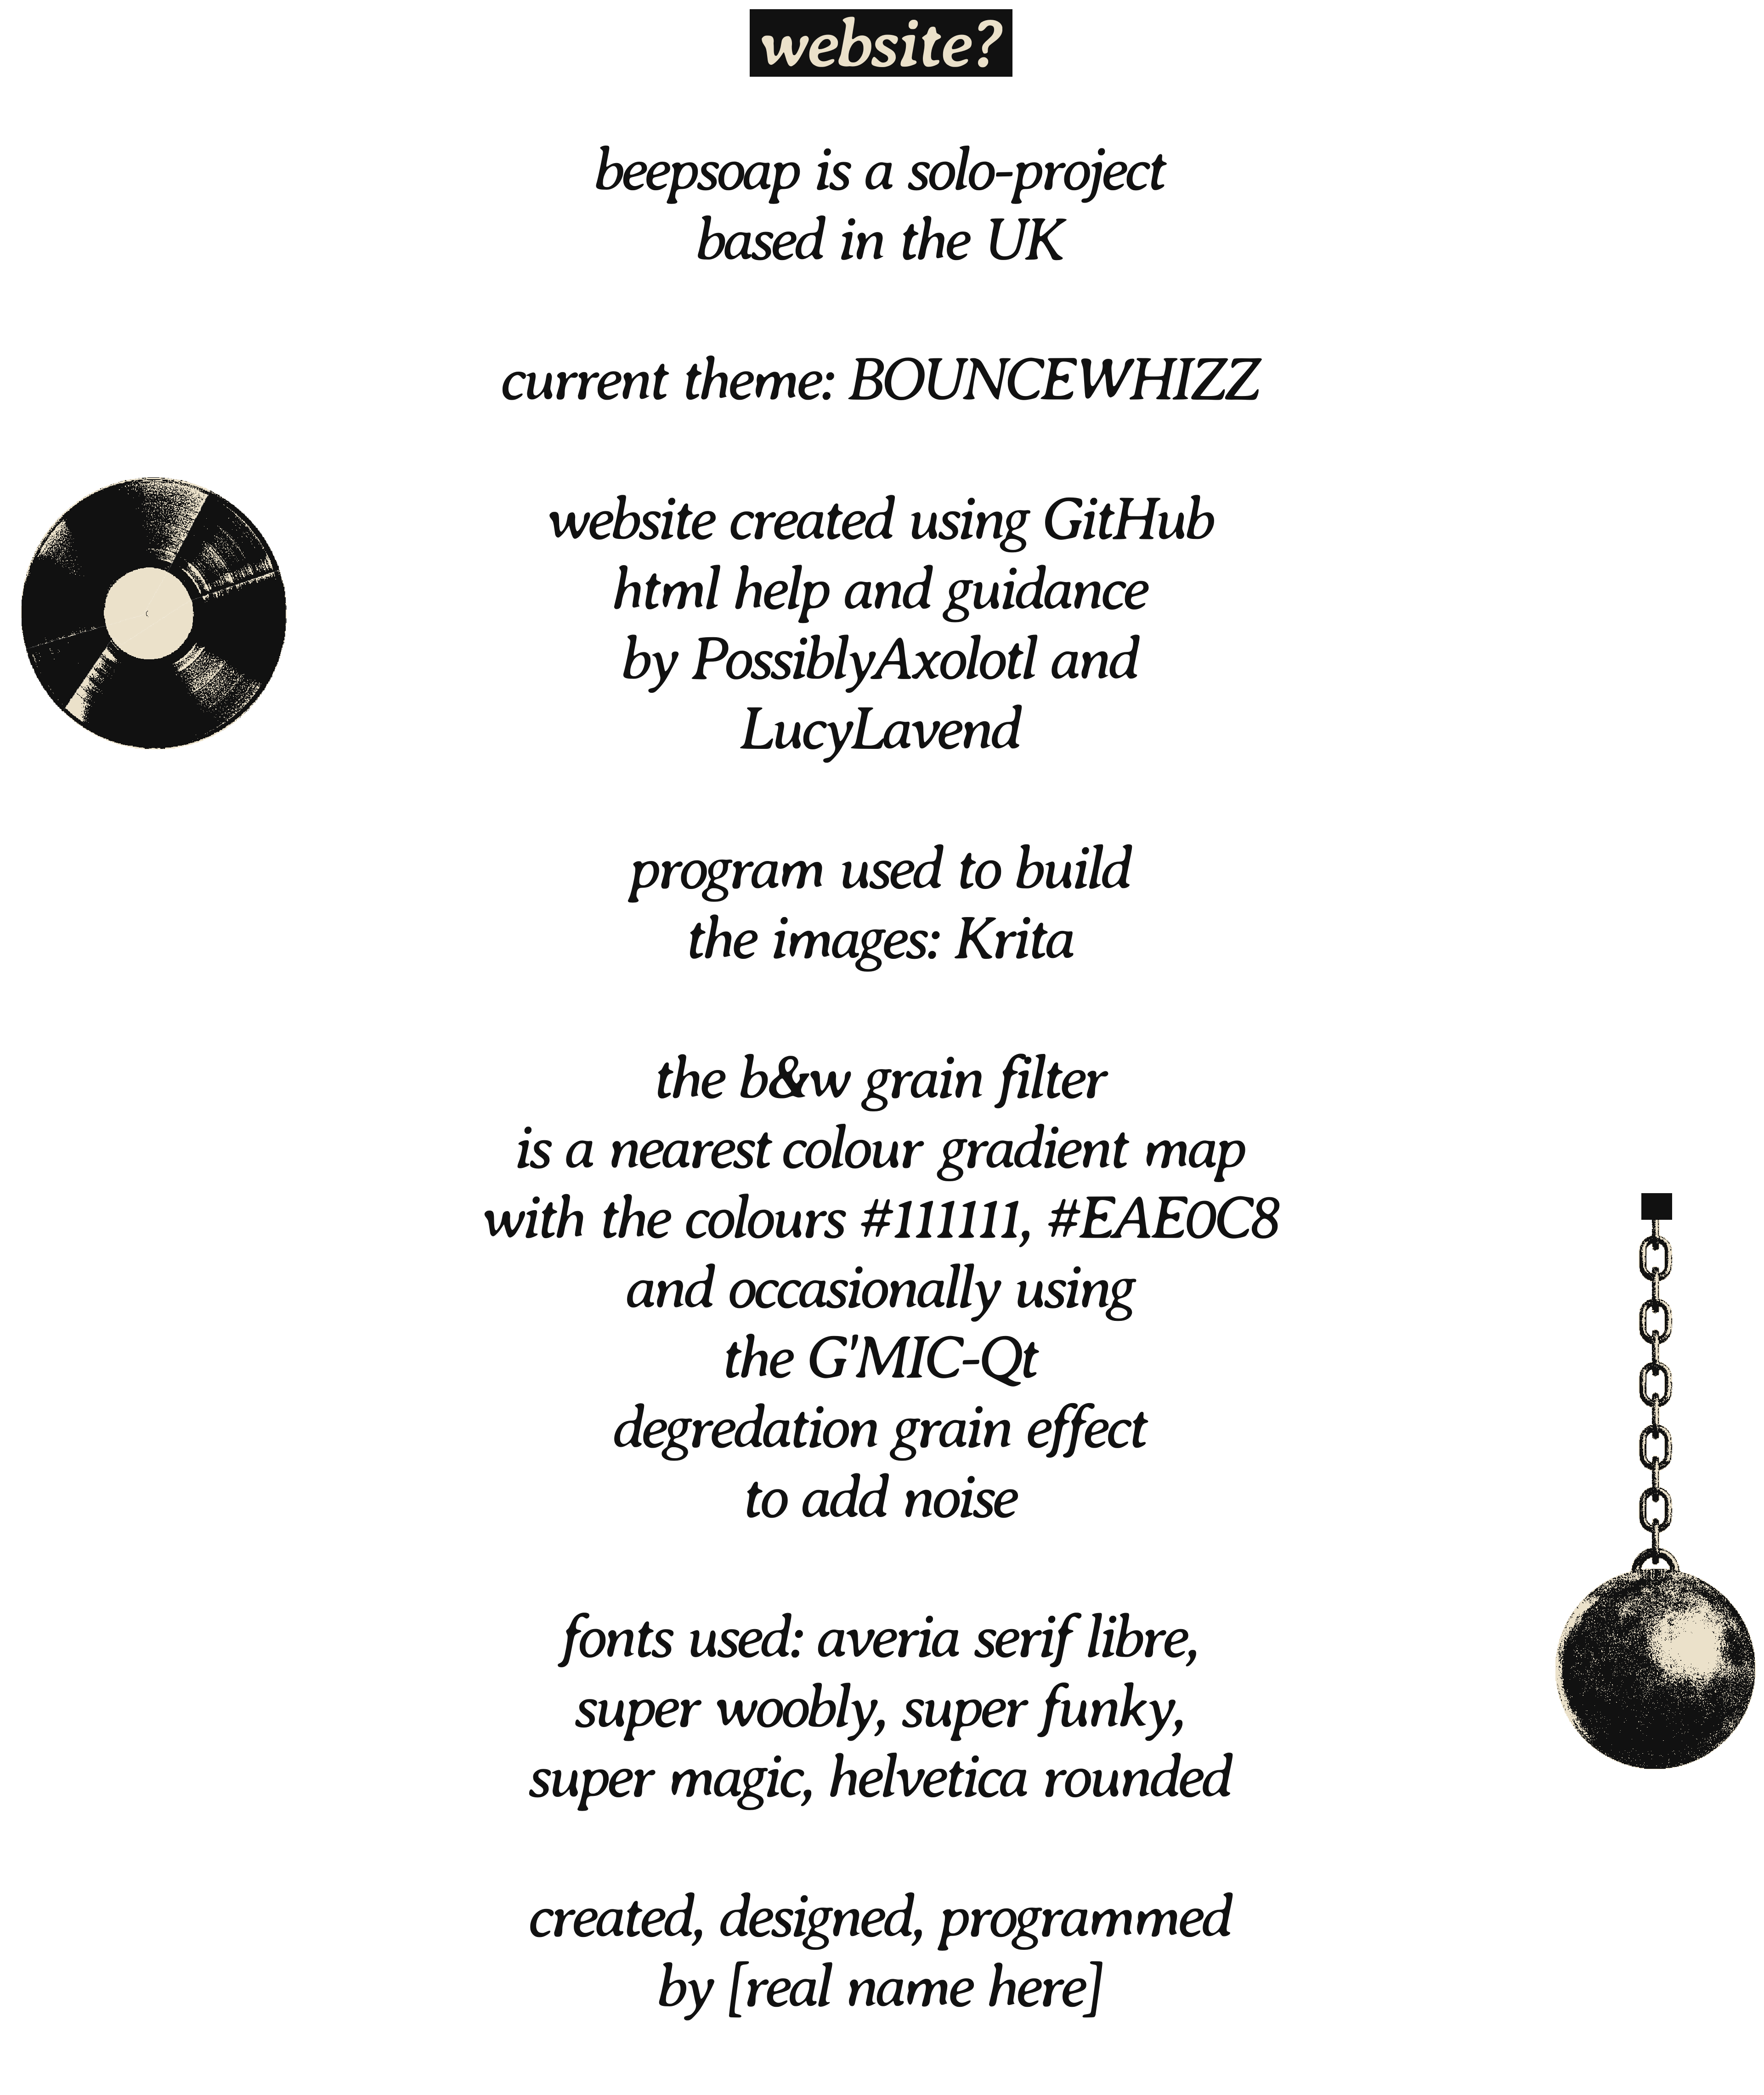 website?
beepsoap is a solo-project
based in the UK
current theme: BOUNCEWHIZZ
website created using GitHub
html help and guidance
by PossiblyAxolotl and
LucyLavend
program used to build
the images: Krita
the b&w grain filter
is a nearest colour gradient map
with the colours #111111, #EAE0C8
and occasionally using
the G'MIC-Qt
degredation grain effect
to add noise
fonts used: averia serif libre,
super woobly, super funky,
super magic, helvetica rounded
created, designed, programmed
by [real name here]